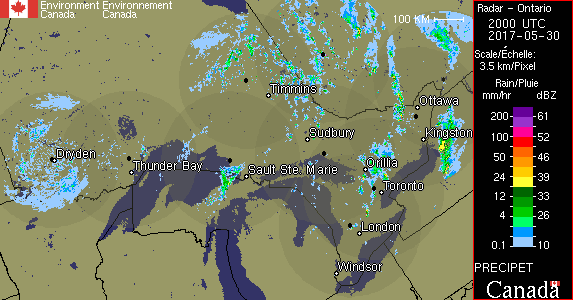 Environment Environnement
Canada Canada
100 KM
Timmins
Ottawa
Sudbury
Kingston
Dryden
Thunder Bay
Sault Ste. Marie
Orillia
Toronto
London
Windsor
Radar - Ontario
2000 UTC
2017-05-30
Scale/Échelle:
3.5 km/Pixel
Rain/Pluie
mm/hr dBZ
200 61
100 52
50 46
24 39
12 33
4 26
0.1 10
PRECIPET
Canada